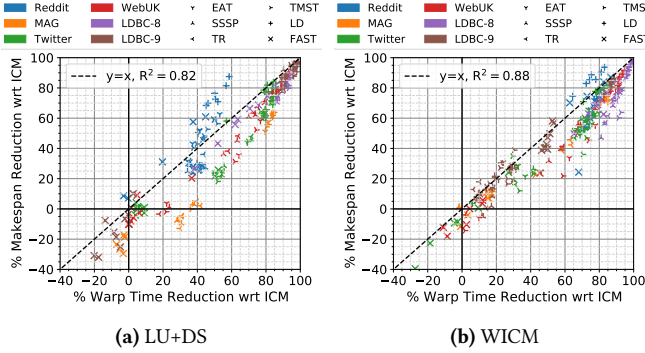 Reddit WebUK EAT TMST
MAG LDBC-8 SSSP LD
Twitter LDBC-9 TR FAST
% Makespan Reduction wrt ICM
100
80
60
40
20
0
−20
−40
y=x, R² = 0.82
−40 −20 0 20 40 60 80 100
% Warp Time Reduction wrt ICM
(a) LU+DS
Reddit WebUK EAT TMST
MAG LDBC-8 SSSP LD
Twitter LDBC-9 TR FAST
% Makespan Reduction wrt ICM
100
80
60
40
20
0
−20
−40
y=x, R² = 0.88
−40 −20 0 20 40 60 80 100
% Warp Time Reduction wrt ICM
(b) WICM